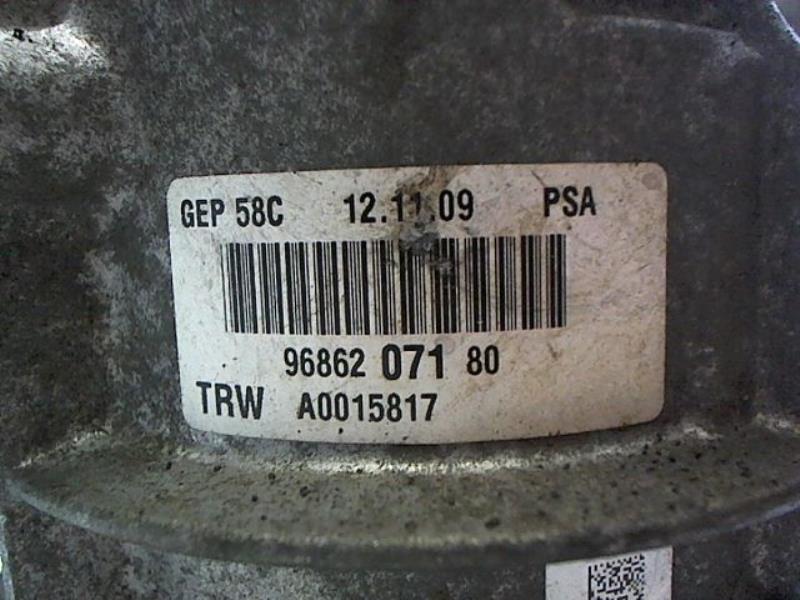 GEP 58C 12.11.09 PSA
96862 071 80
TRW A0015817